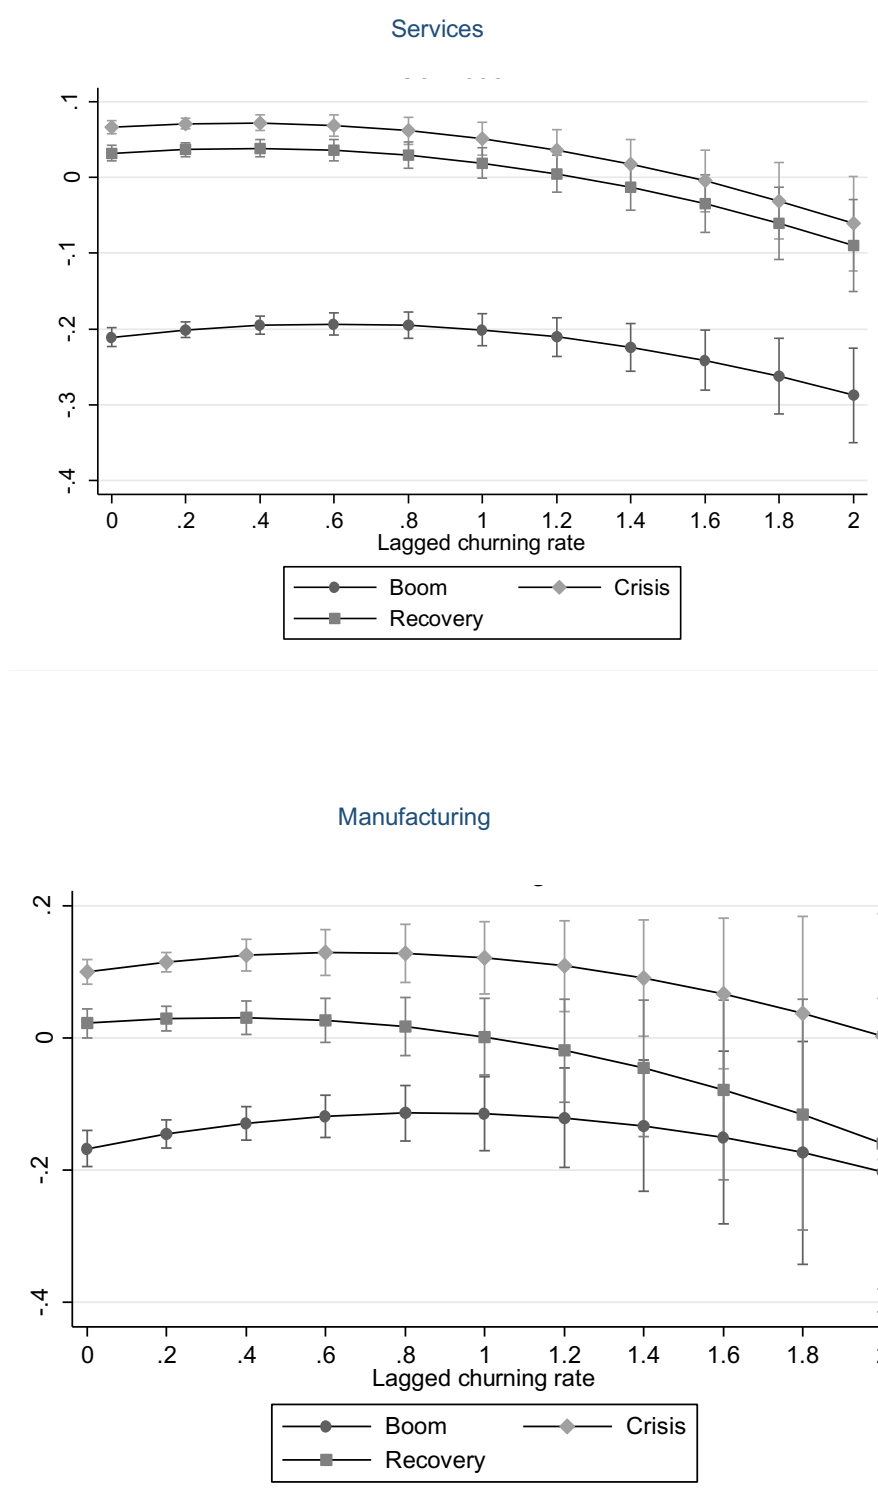 Services
.1
0
-.1
-.2
-.3
-.4
0 .2 .4 .6 .8 1 1.2 1.4 1.6 1.8 2
Lagged churning rate
Boom Crisis
Recovery
Manufacturing
.2
0
-.2
-.4
0 .2 .4 .6 .8 1 1.2 1.4 1.6 1.8
Lagged churning rate
Boom Crisis
Recovery